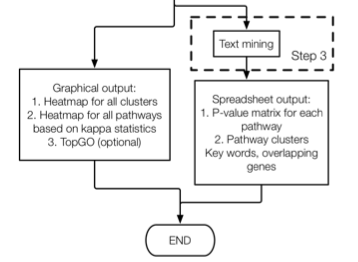 Text mining
Step 3
Graphical output:
1. Heatmap for all clusters
2. Heatmap for all pathways
based on kappa statistics
3. TopGO (optional)
Spreadsheet output:
1. P-value matrix for each
pathway
2. Pathway clusters
Key words, overlapping
genes
END